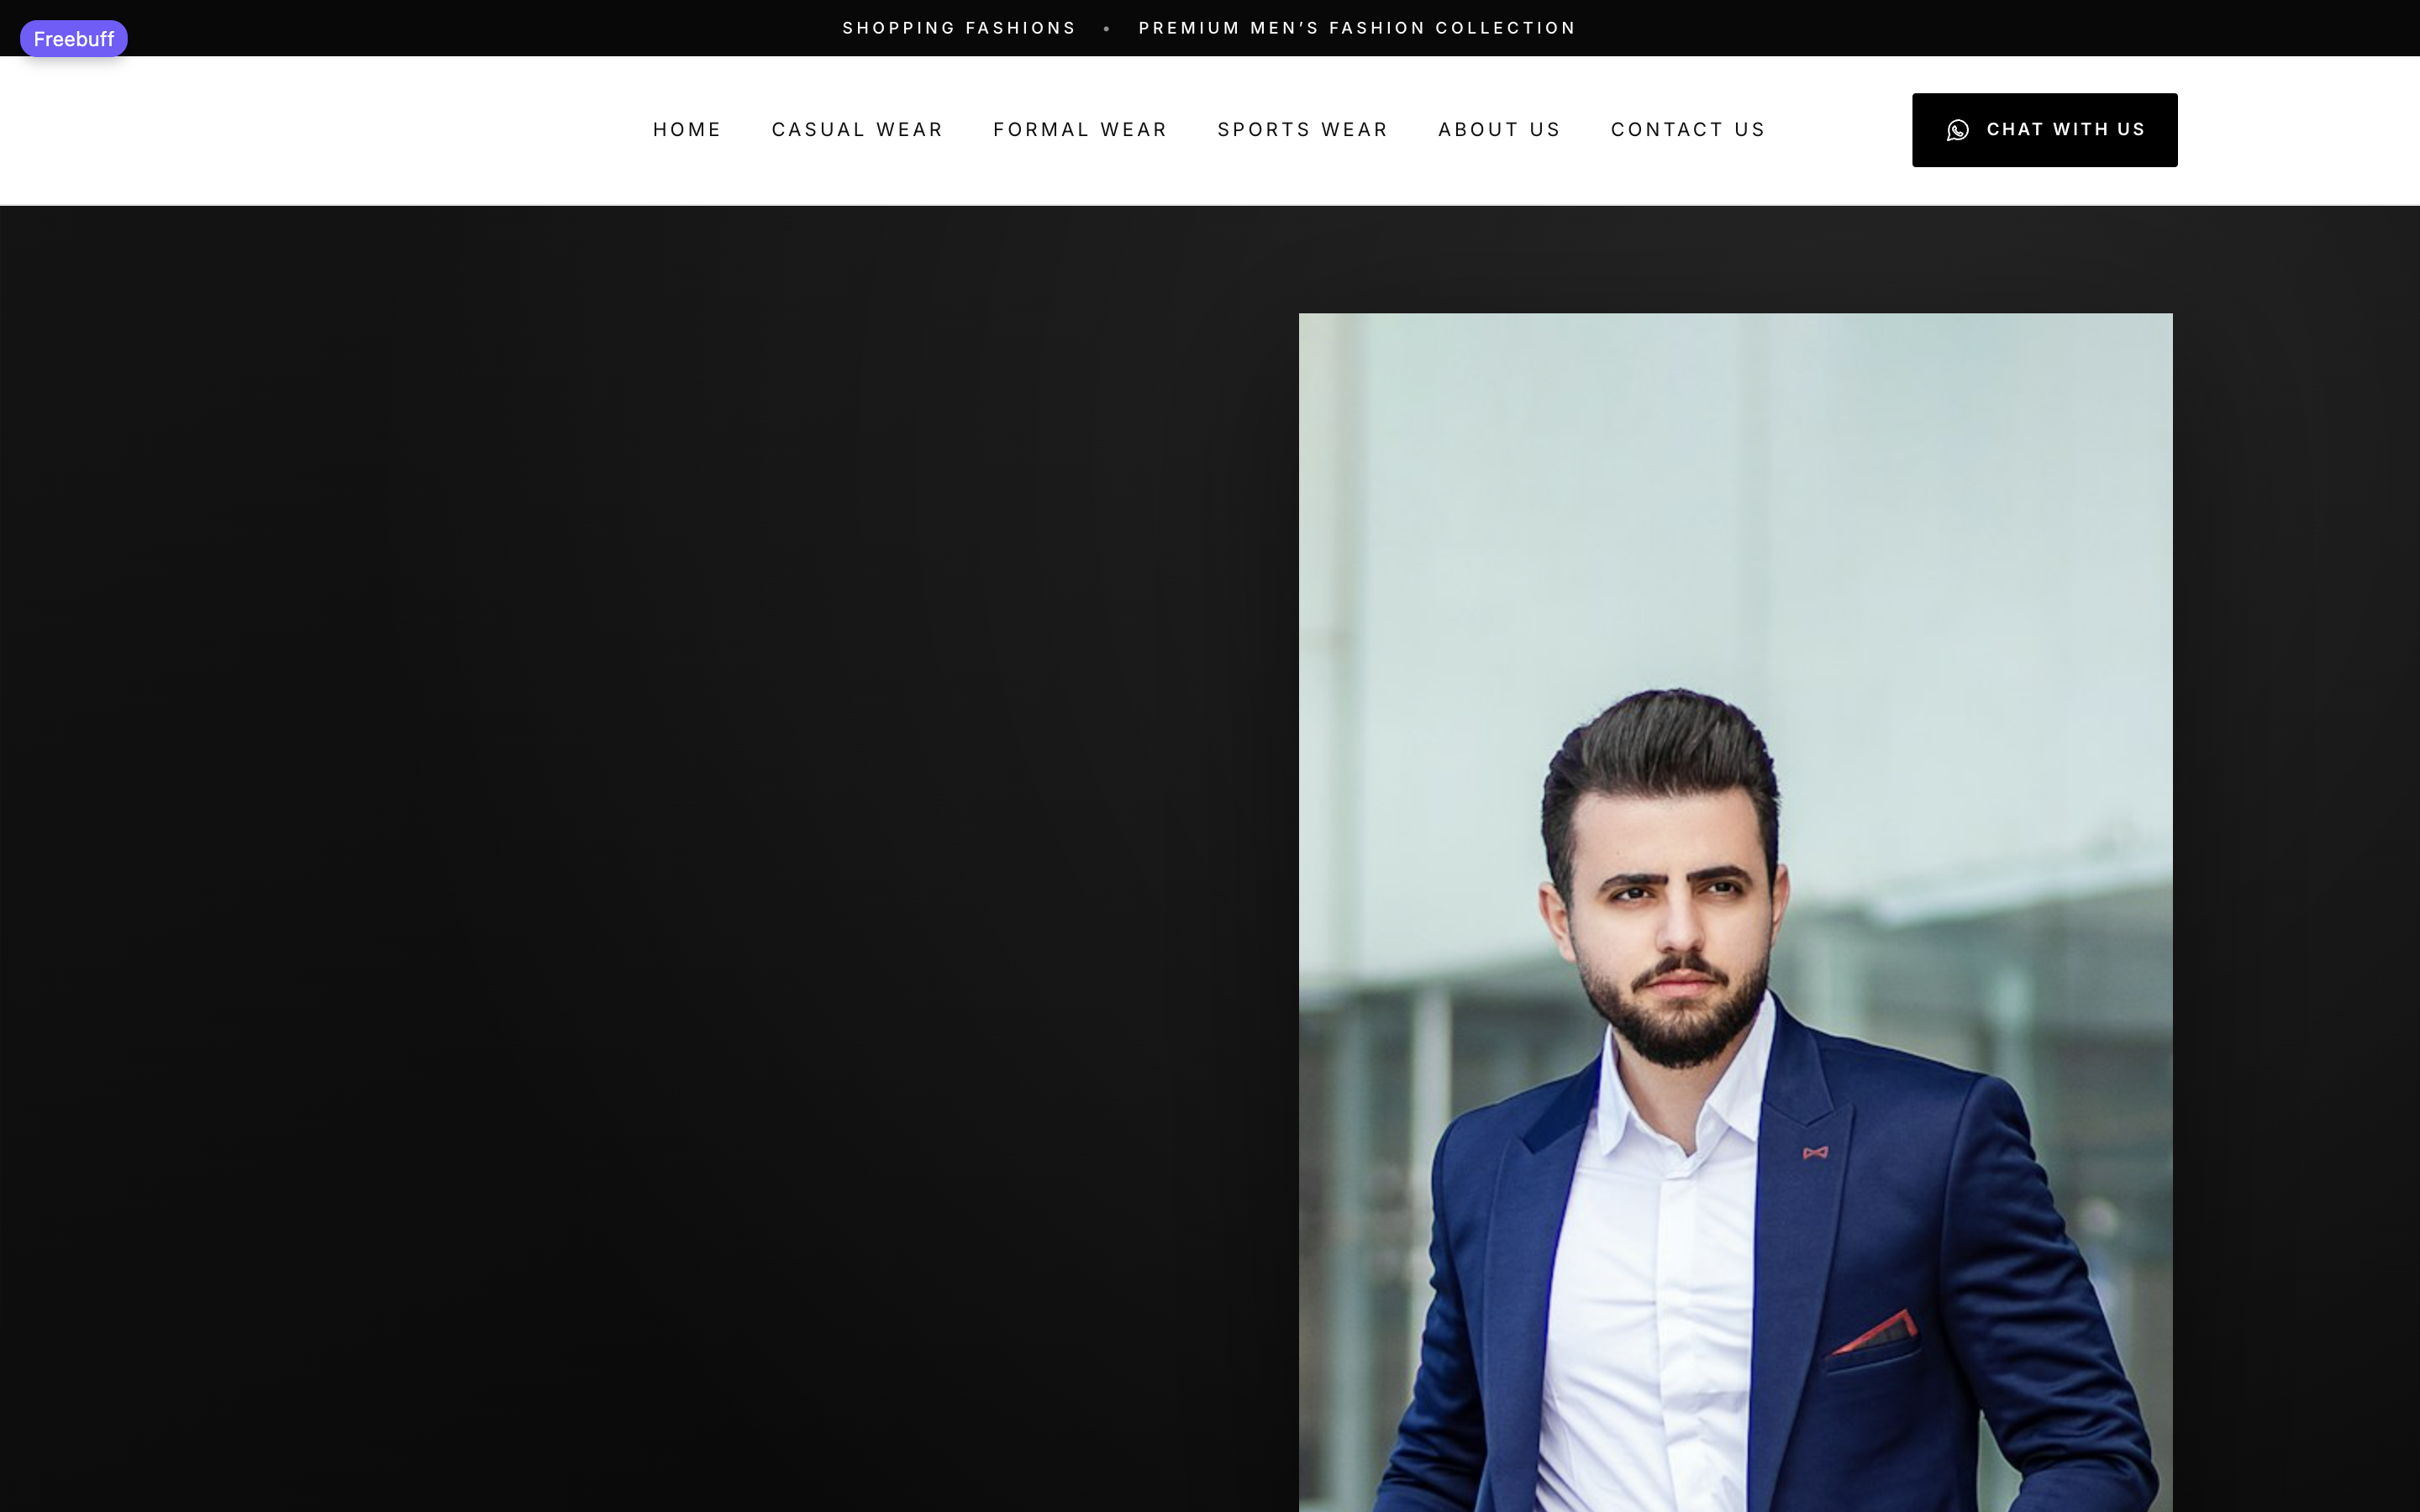 SHOPPING FASHIONS • PREMIUM MEN’S FASHION COLLECTION
Freebuff
HOME CASUAL WEAR FORMAL WEAR SPORTS WEAR ABOUT US CONTACT US CHAT WITH US